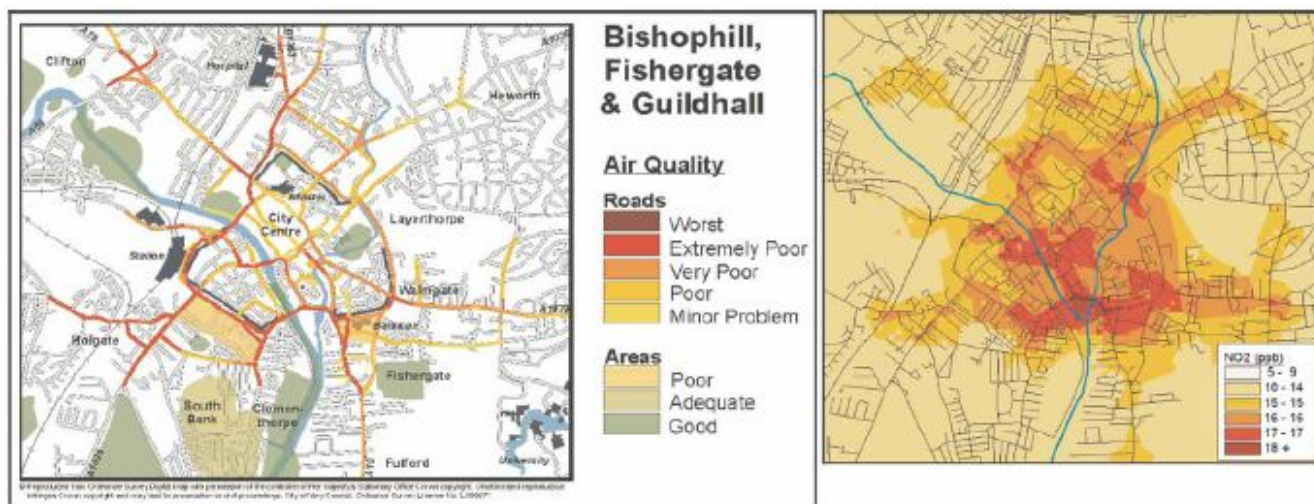 Bishophill,
Fishergate
& Guildhall
Air Quality
Roads
Worst
Extremely Poor
Very Poor
Poor
Minor Problem
Areas
Poor
Adequate
Good
Clifton
Hospital
Heworth
City
Centre
Layerthorpe
Station
Walmgate
Holgate
Fishergate
South
Bank
Clemen-
thorpe
Fulford
University
NO2 (ppb)
5 - 9
10 - 14
15 - 15
16 - 16
17 - 17
18 +